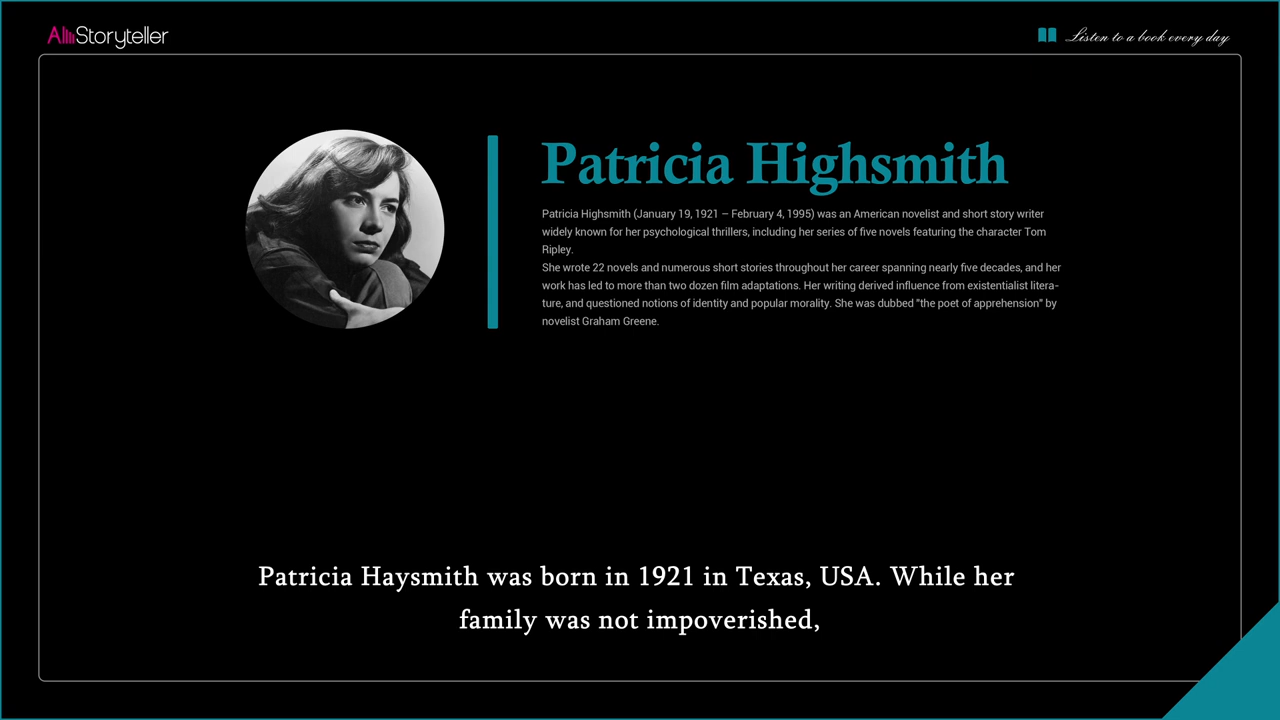 AllStoryteller
Listen to a book every day
Patricia Highsmith
Patricia Highsmith (January 19, 1921 – February 4, 1995) was an American novelist and short story writer
widely known for her psychological thrillers, including her series of five novels featuring the character Tom
Ripley.
She wrote 22 novels and numerous short stories throughout her career spanning nearly five decades, and her
work has led to more than two dozen film adaptations. Her writing derived influence from existentialist litera-
ture, and questioned notions of identity and popular morality. She was dubbed "the poet of apprehension" by
novelist Graham Greene.
Patricia Haysmith was born in 1921 in Texas, USA. While her
family was not impoverished,